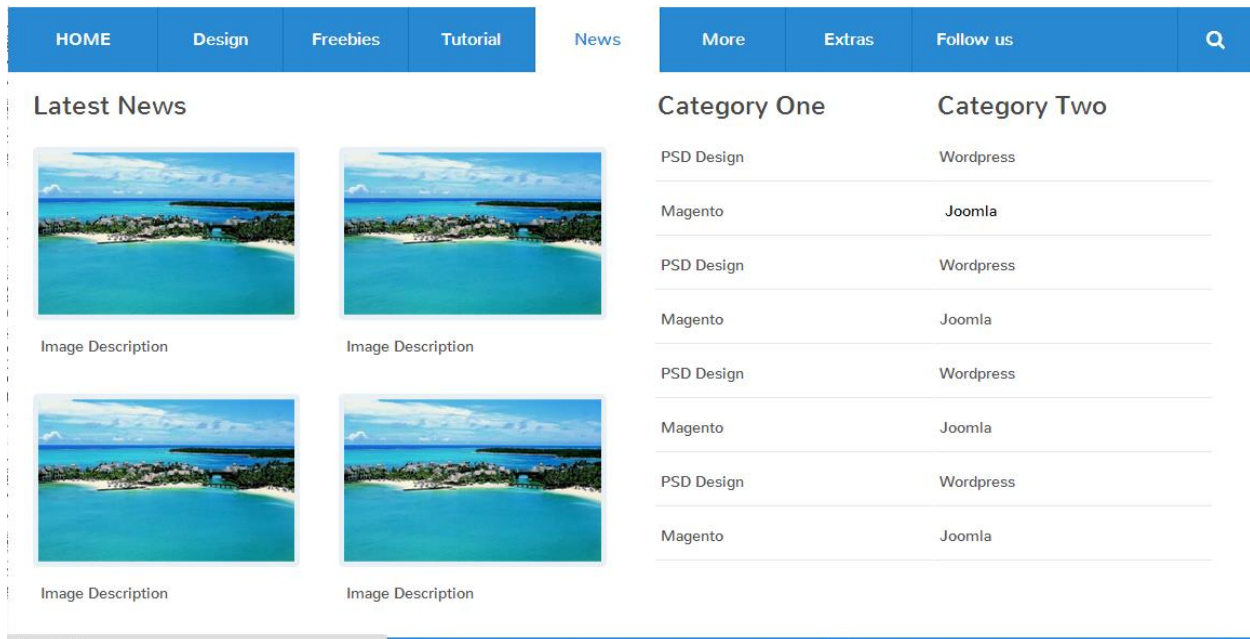 HOME Design Freebies Tutorial News More Extras Follow us
Latest News
Image Description Image Description
Image Description Image Description
Category One Category Two
PSD Design Wordpress
Magento Joomla
PSD Design Wordpress
Magento Joomla
PSD Design Wordpress
Magento Joomla
PSD Design Wordpress
Magento Joomla